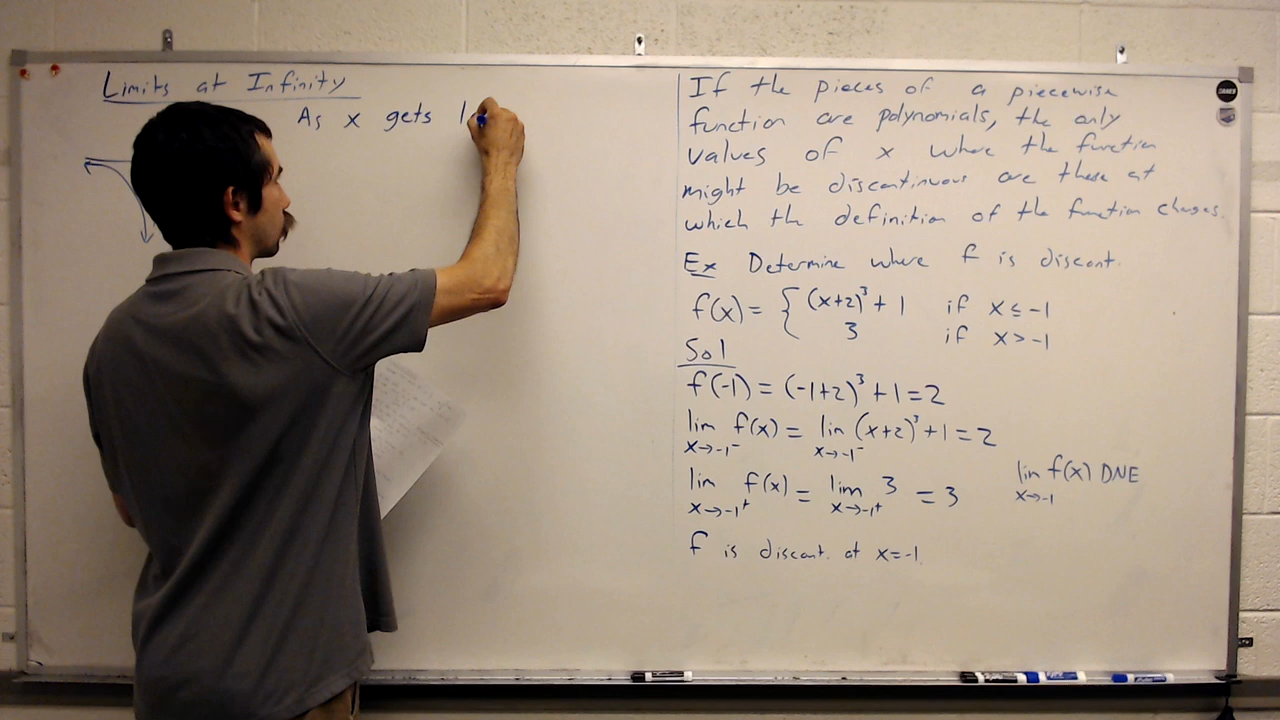 Limits at Infinity
As x gets l
If the pieces of a piecewise
function are polynomials, the only
values of x where the function
might be discontinuous are these at
which the definition of the function changes.
Ex Determine where f is discont.
f(x) = { (x+2)³ + 1 if x ≤ -1
3 if x > -1
Sol
f(-1) = (-1+2)³ + 1 = 2
lim f(x) = lim (x+2)³ + 1 = 2
x→-1⁻ x→-1⁻
lim f(x) = lim 3 = 3
x→-1⁺ x→-1⁺
lim f(x) DNE
x→-1
f is discont. at x=-1.